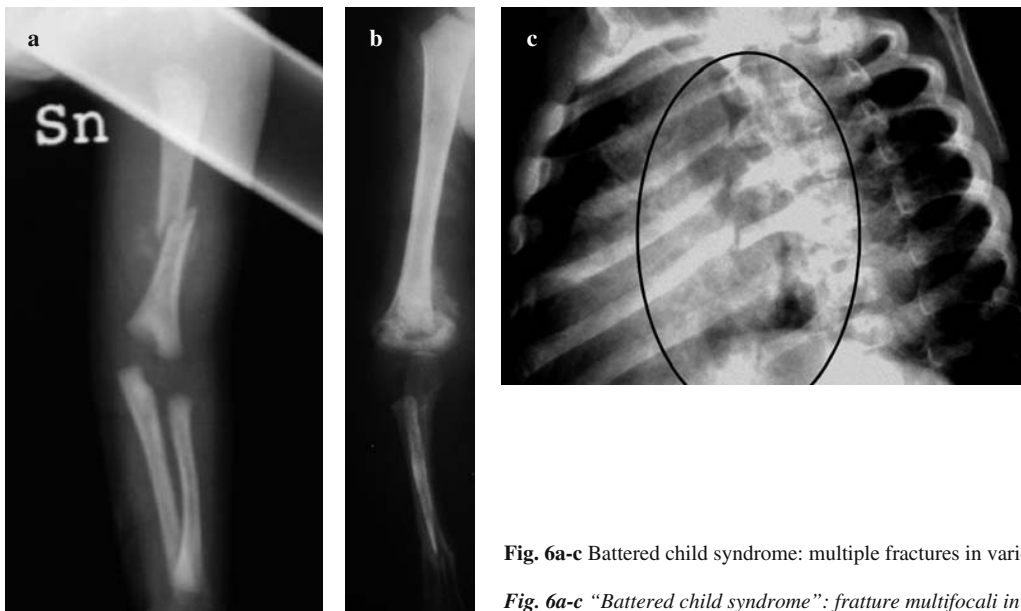 a
b
c
Sn
Fig. 6a-c Battered child syndrome: multiple fractures in vari
Fig. 6a-c “Battered child syndrome”: fratture multifocali in